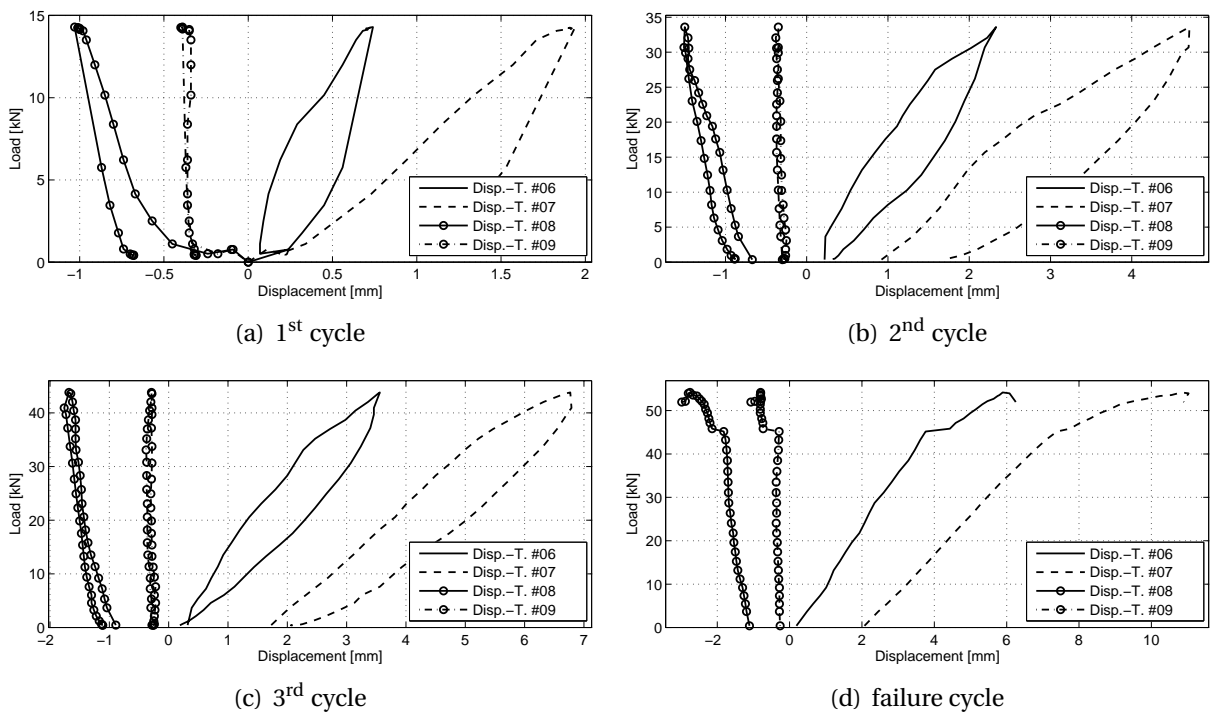 15
10
5
0
Load [kN]
−1
−0.5
0
0.5
1
1.5
2
Displacement [mm]
Disp.−T. #06
Disp.−T. #07
Disp.−T. #08
Disp.−T. #09
(a) 1st cycle
35
30
25
20
15
10
5
0
Load [kN]
−1
0
1
2
3
4
Displacement [mm]
Disp.−T. #06
Disp.−T. #07
Disp.−T. #08
Disp.−T. #09
(b) 2nd cycle
40
30
20
10
0
Load [kN]
−2
−1
0
1
2
3
4
5
6
7
Displacement [mm]
Disp.−T. #06
Disp.−T. #07
Disp.−T. #08
Disp.−T. #09
(c) 3rd cycle
50
40
30
20
10
0
Load [kN]
−2
0
2
4
6
8
10
Displacement [mm]
Disp.−T. #06
Disp.−T. #07
Disp.−T. #08
Disp.−T. #09
(d) failure cycle